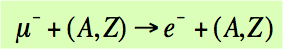 μ⁻ + (A,Z) → e⁻ + (A,Z)